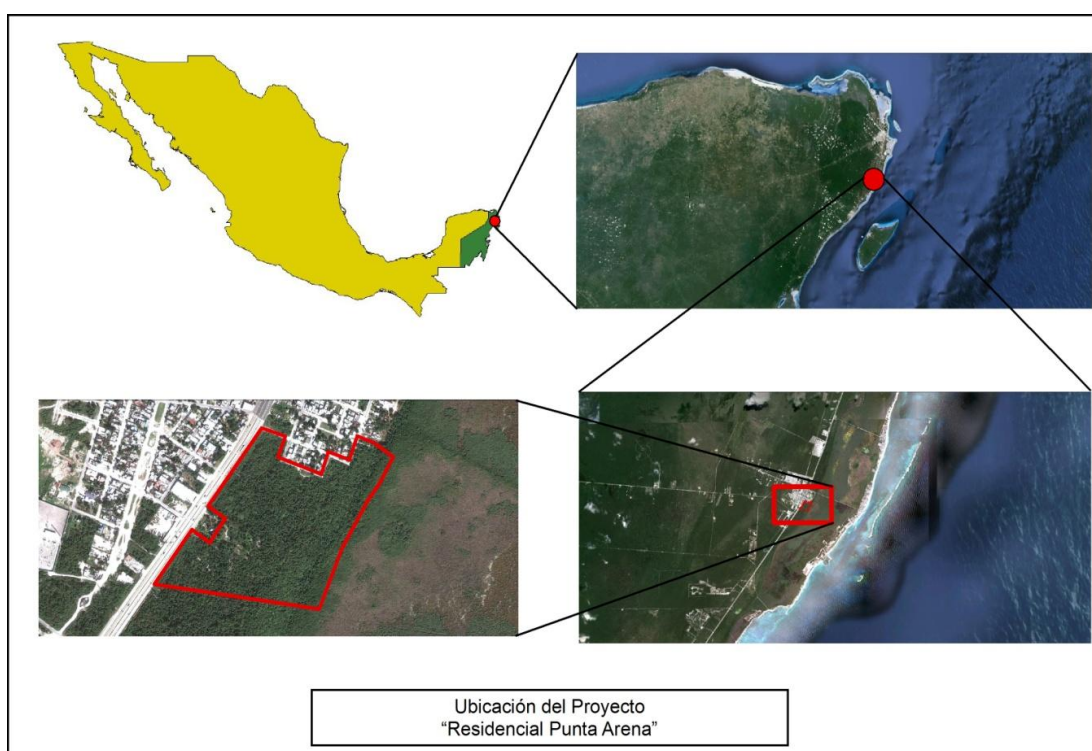 Ubicación del Proyecto
“Residencial Punta Arena”